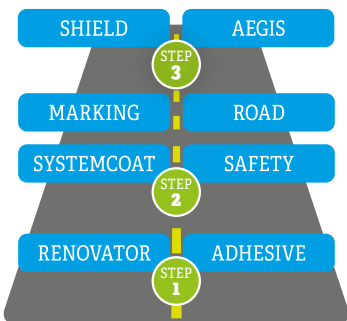 SHIELD AEGIS
STEP
3
MARKING ROAD
SYSTEMCOAT SAFETY
STEP
2
RENOVATOR ADHESIVE
STEP
1